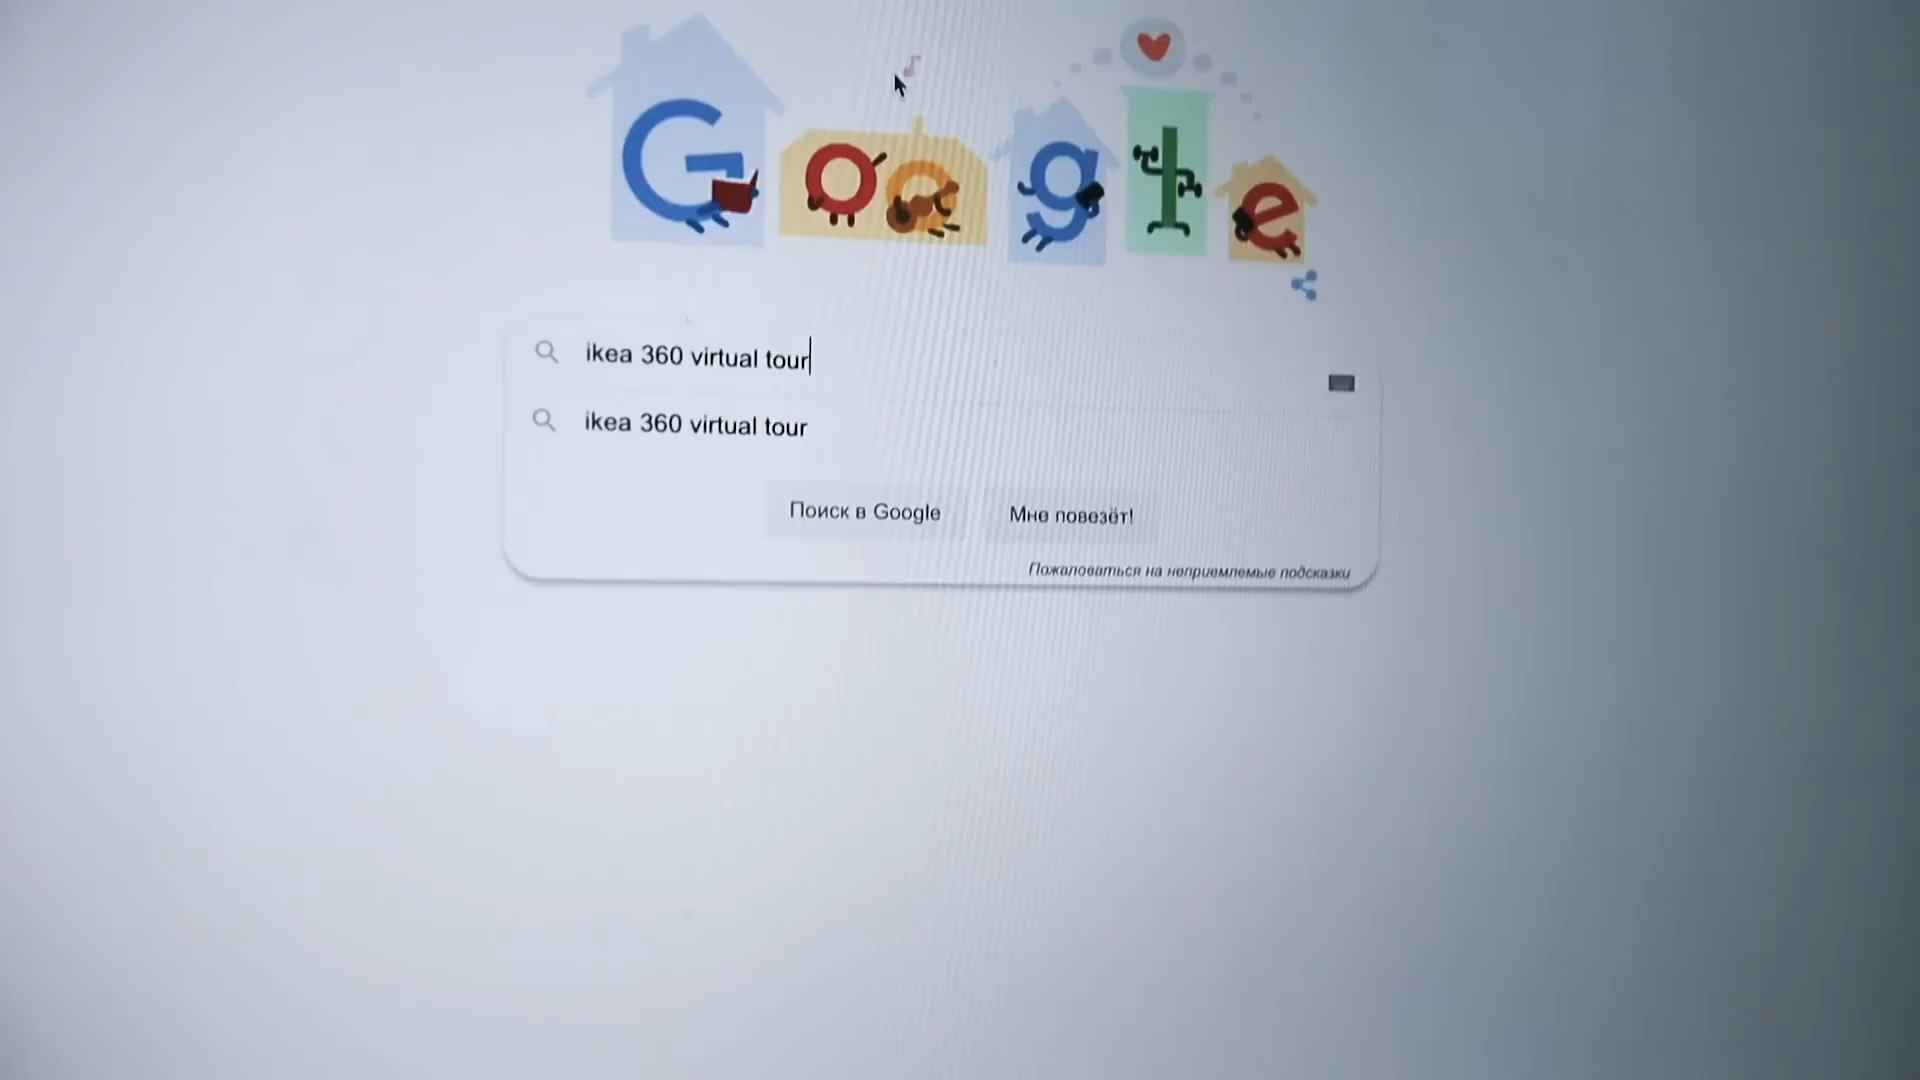 Google
ikea 360 virtual tour
ikea 360 virtual tour
Поиск в Google
Мне повезёт!
Пожаловаться на неприемлемые подсказки